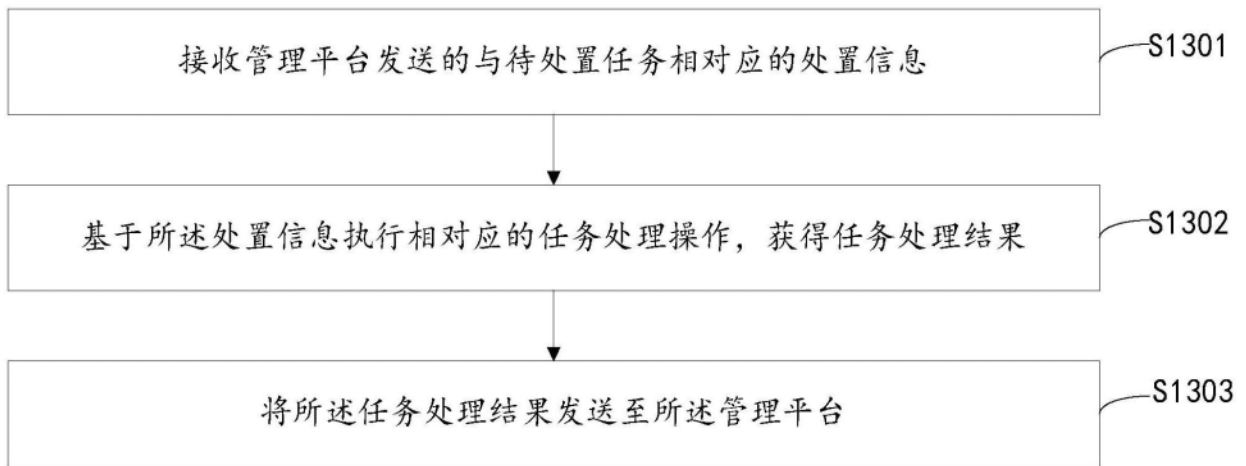 接收管理平台发送的与待处置任务相对应的处置信息
S1301
基于所述处置信息执行相对应的任务处理操作，获得任务处理结果
S1302
将所述任务处理结果发送至所述管理平台
S1303